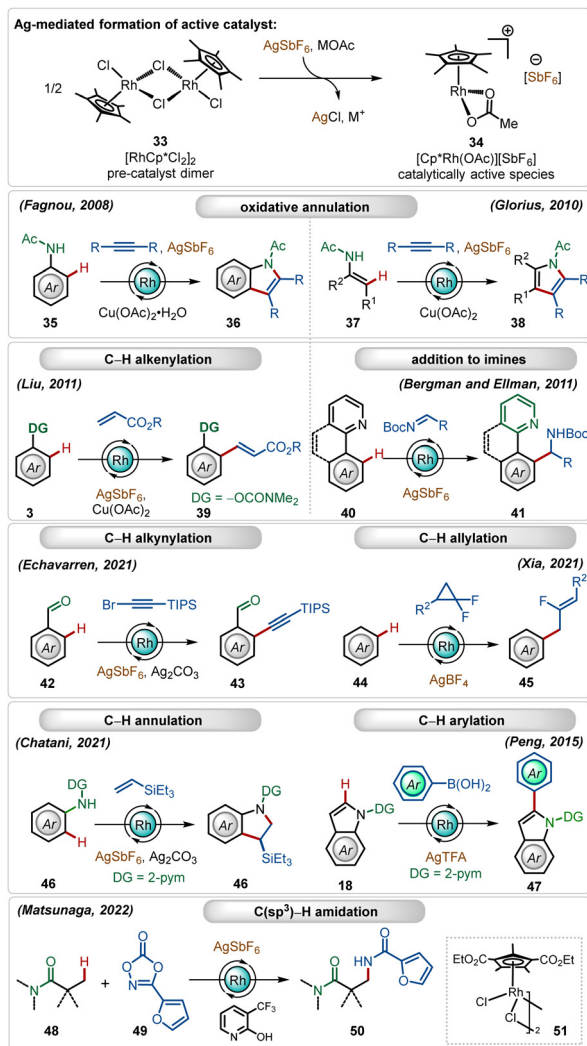 Ag-mediated formation of active catalyst:
1/2
Cl Cl Cl
Rh Rh
Cl Cl
33
[RhCp*Cl2]2
pre-catalyst dimer
AgSbF6, MOAc
AgCl, M+
Rh
O
O
Me
⊖
[SbF6]
34
[Cp*Rh(OAc)][SbF6]
catalytically active species
(Fagnou, 2008)
oxidative annulation
(Glorius, 2010)
Ac
NH
H
Ar
35
R R, AgSbF6
Rh
Cu(OAc)2•H2O
Ac
N
R
R
Ar
36
Ac
NH
R2
H
R1
37
R R, AgSbF6
Rh
Cu(OAc)2
R2
Ac
N
R
R1
R
38
C–H alkenylation
addition to imines
(Liu, 2011)
(Bergman and Ellman, 2011)
DG
H
Ar
3
CO2R
Rh
AgSbF6,
Cu(OAc)2
DG
CO2R
Ar
DG = –OCONMe2
39
N
H
Ar
40
BocN R
Rh
AgSbF6
N
NHBoc
R
Ar
41
C–H alkynylation
C–H allylation
(Echavarren, 2021)
(Xia, 2021)
O
H
Ar
42
Br TIPS
Rh
AgSbF6, Ag2CO3
O
TIPS
Ar
43
H
Ar
44
F
R2 F
Rh
AgBF4
R2
F
Ar
45
C–H annulation
C–H arylation
(Chatani, 2021)
(Peng, 2015)
DG
NH
Ar
H
46
SiEt3
Rh
AgSbF6, Ag2CO3
DG = 2-pym
DG
N
Ar
SiEt3
46
H
N–DG
Ar
18
Ar
B(OH)2
Rh
AgTFA
DG = 2-pym
Ar
N–DG
Ar
47
(Matsunaga, 2022)
C(sp3)–H amidation
O
H
N
48
+
O
O
O
N
O
49
AgSbF6
Rh
CF3
N
OH
O
HN
O
O
N
50
EtO2C
CO2Et
Rh
Cl
Cl
2
51